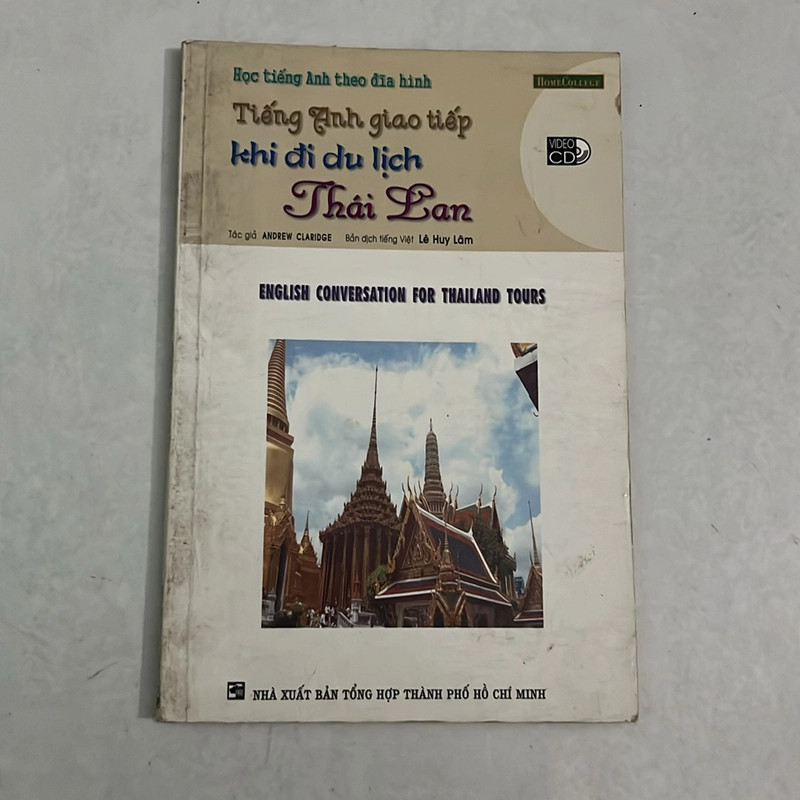 Học tiếng Anh theo đĩa hình
HOMECOLLEGE
Tiếng Anh giao tiếp
khi đi du lịch
Thái Lan
VIDEO
CD
Tác giả ANDREW CLARIDGE Bản dịch tiếng Việt Lê Huy Lâm
ENGLISH CONVERSATION FOR THAILAND TOURS
NHÀ XUẤT BẢN TỔNG HỢP THÀNH PHỐ HỒ CHÍ MINH